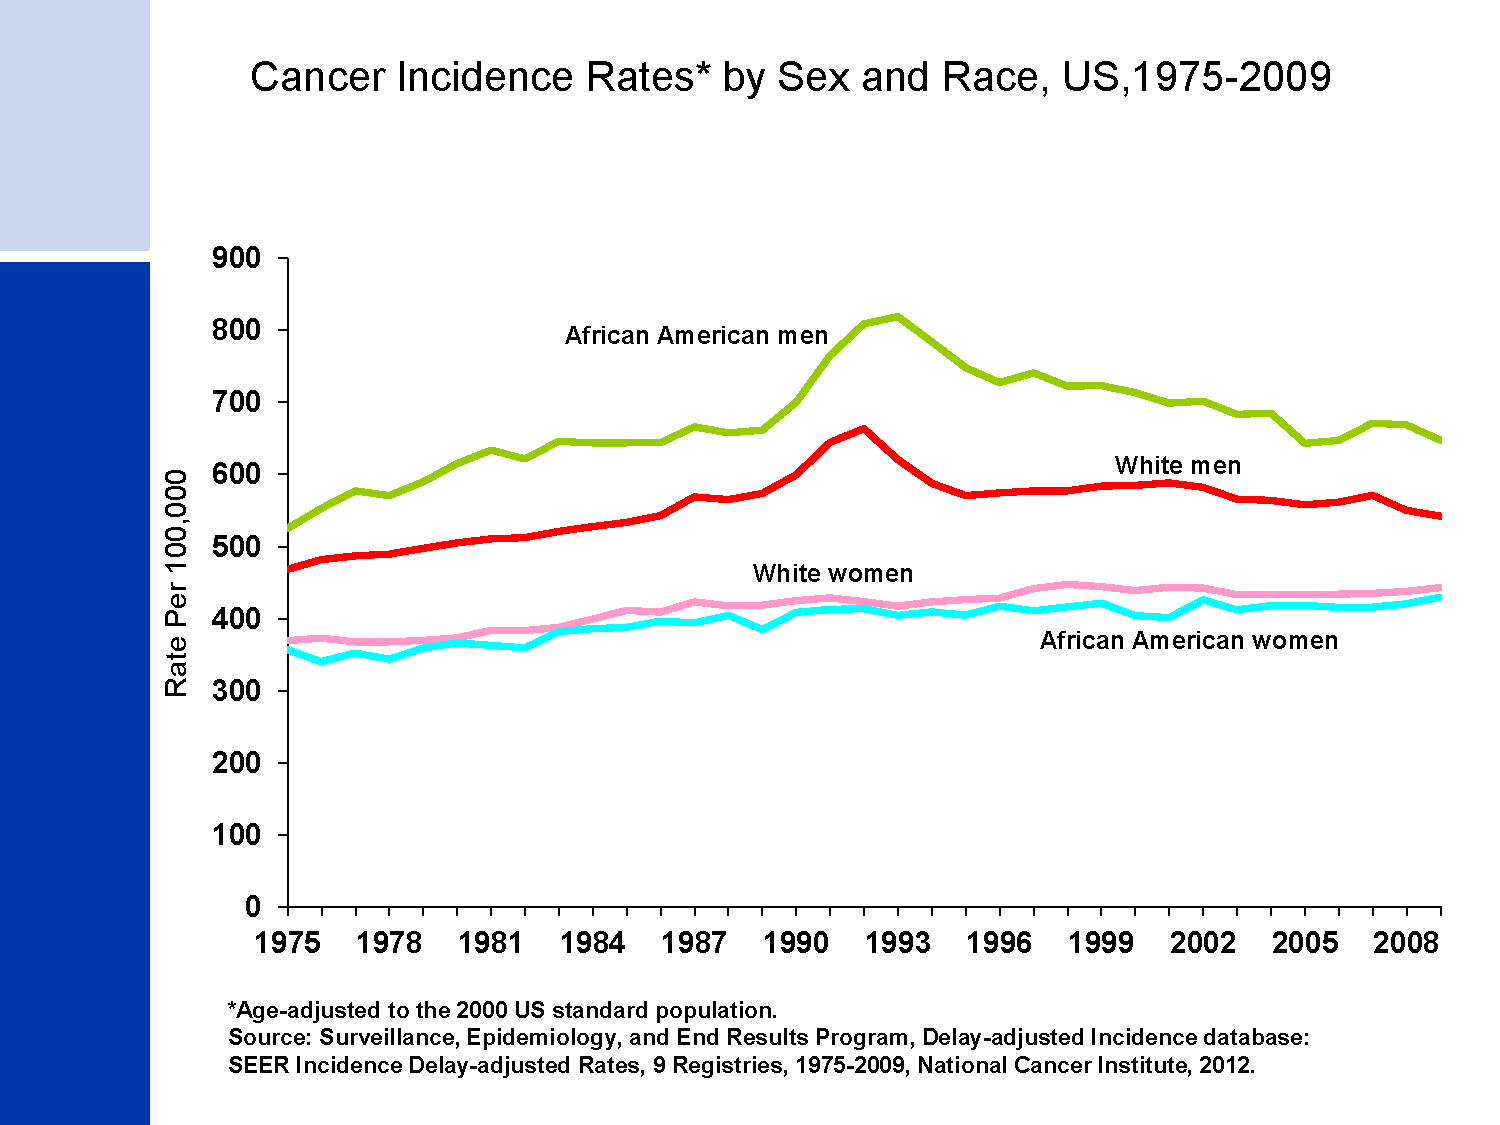 Cancer Incidence Rates* by Sex and Race, US,1975-2009
Rate Per 100,000
900
800
700
600
500
400
300
200
100
0
African American men
White men
White women
African American women
1975 1978 1981 1984 1987 1990 1993 1996 1999 2002 2005 2008
*Age-adjusted to the 2000 US standard population.
Source: Surveillance, Epidemiology, and End Results Program, Delay-adjusted Incidence database:
SEER Incidence Delay-adjusted Rates, 9 Registries, 1975-2009, National Cancer Institute, 2012.